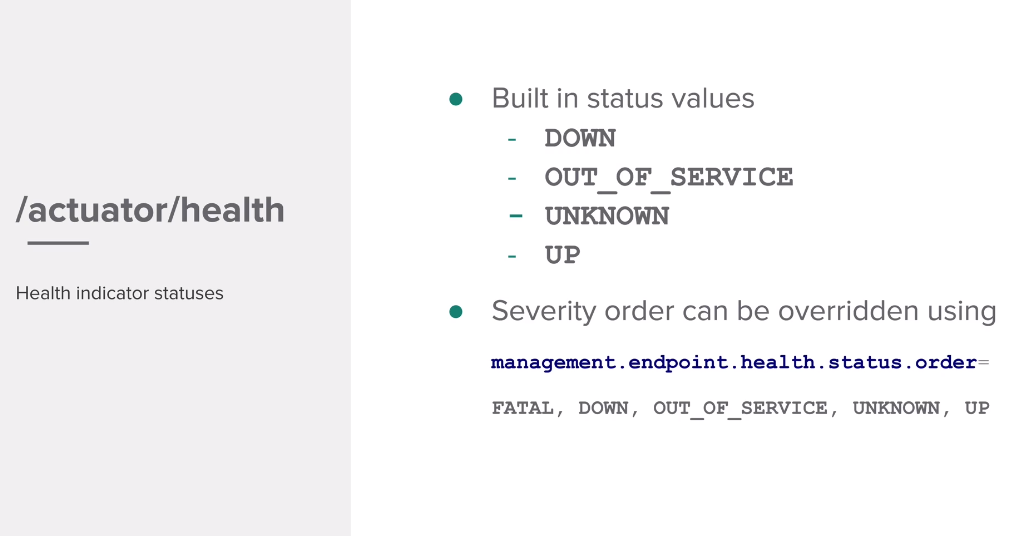 /actuator/health
Health indicator statuses
● Built in status values
- DOWN
- OUT_OF_SERVICE
- UNKNOWN
- UP
● Severity order can be overridden using
management.endpoint.health.status.order=
FATAL, DOWN, OUT_OF_SERVICE, UNKNOWN, UP